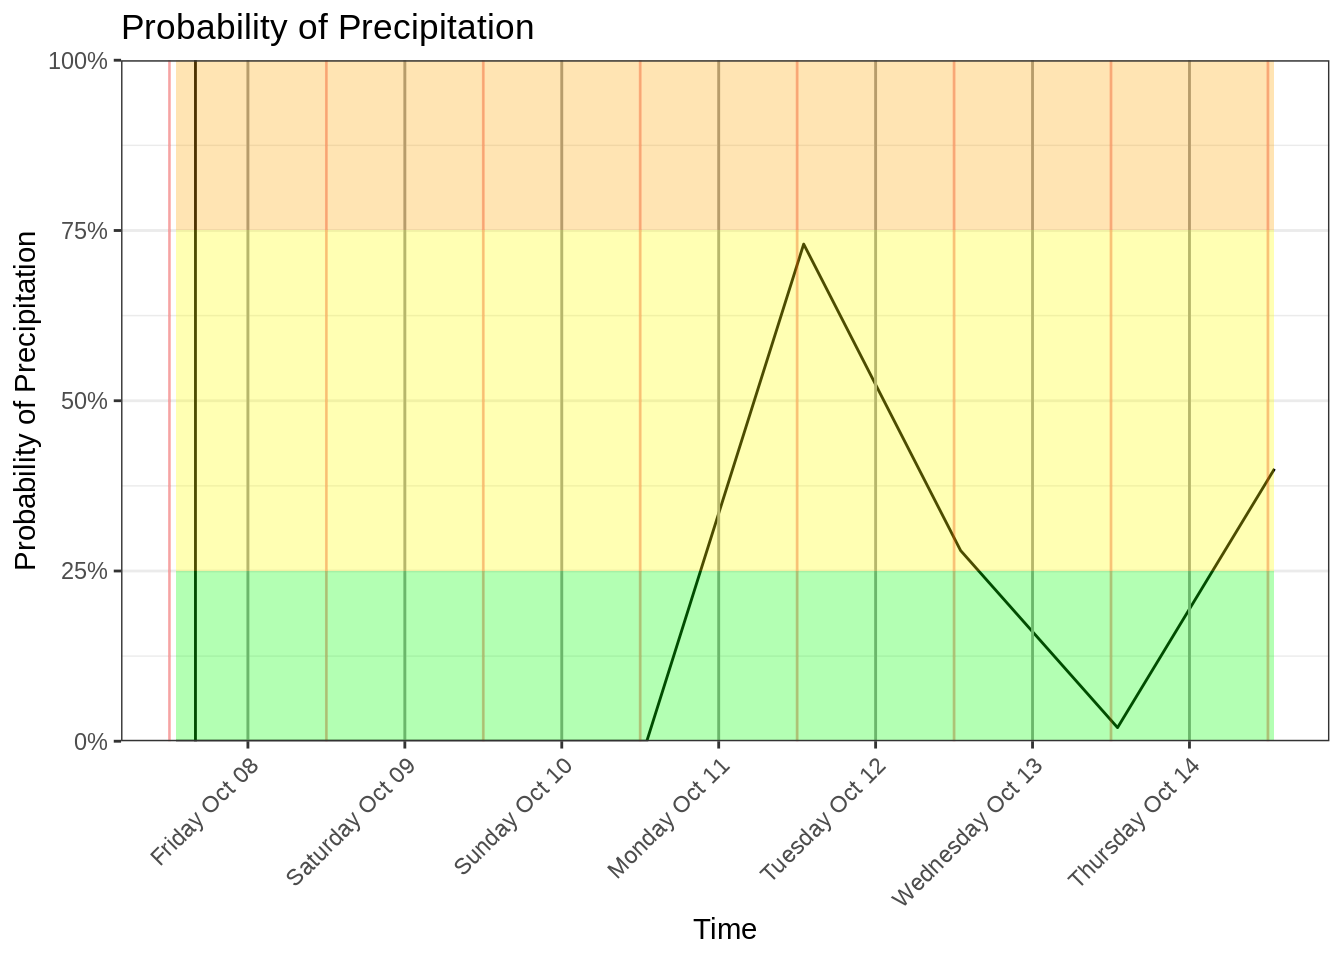 Probability of Precipitation
Probability of Precipitation
100%
75%
50%
25%
0%
Friday Oct 08
Saturday Oct 09
Sunday Oct 10
Monday Oct 11
Tuesday Oct 12
Wednesday Oct 13
Thursday Oct 14
Time